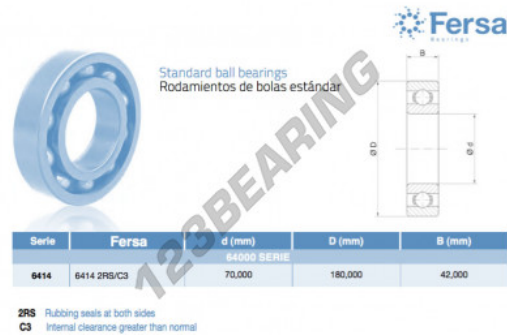 Fersa
Bearings
Standard ball bearings
Rodamientos de bolas estándar
B
Ø D
Ø d
123BEARING
Serie Fersa d (mm) D (mm) B (mm)
64000 SERIE
6414 6414 2RS/C3 70,000 180,000 42,000
2RS Rubbing seals at both sides
C3 Internal clearance greater than normal